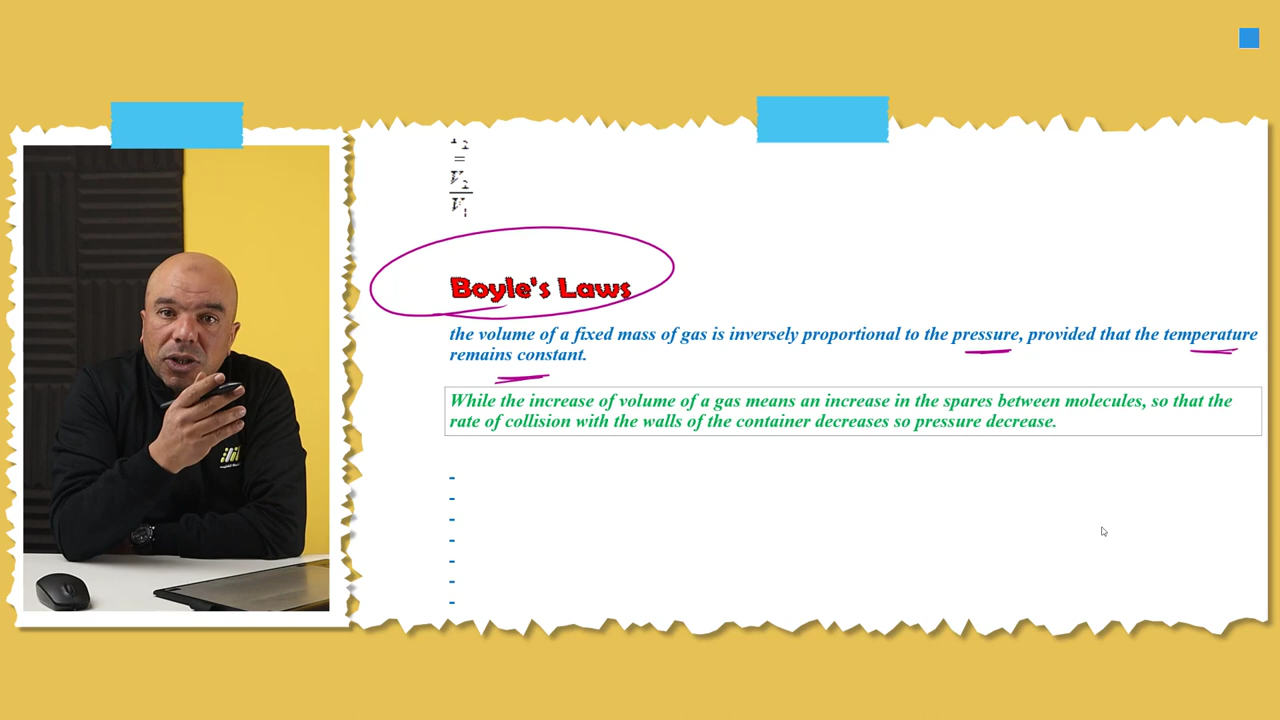 =
V₂
V₁
Boyle's Laws
the volume of a fixed mass of gas is inversely proportional to the pressure, provided that the temperature
remains constant.
While the increase of volume of a gas means an increase in the spares between molecules, so that the
rate of collision with the walls of the container decreases so pressure decrease.
-
-
-
-
-
-
-